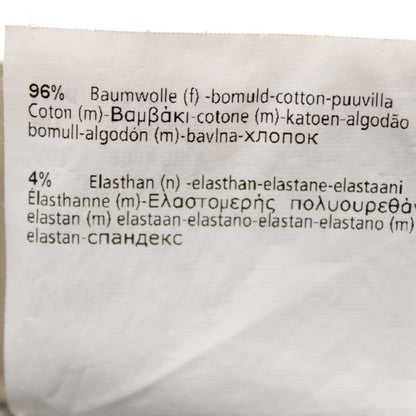 96% Baumwolle (f) -bomuld-cotton-puuvilla
Coton (m)-Βαμβάκι-cotone (m)-katoen-algodão
bomull-algodón (m)-bavlna-хлопок
4% Elasthan (n) -elasthan-elastane-elastaani
Élasthanne (m)-Ελαστομερής πολυουρεθάν
elastan (m) elastaan-elastano-elastan-elastano (m)
elastan-спандекс